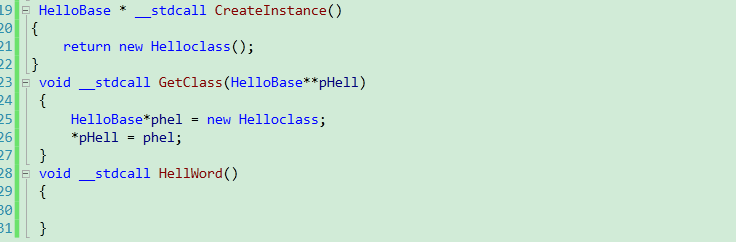 19 HelloBase * __stdcall CreateInstance()
20 {
21     return new Helloclass();
22 }
23 void __stdcall GetClass(HelloBase**pHell)
24 {
25     HelloBase*phel = new Helloclass;
26     *pHell = phel;
27 }
28 void __stdcall HellWord()
29 {
30
31 }